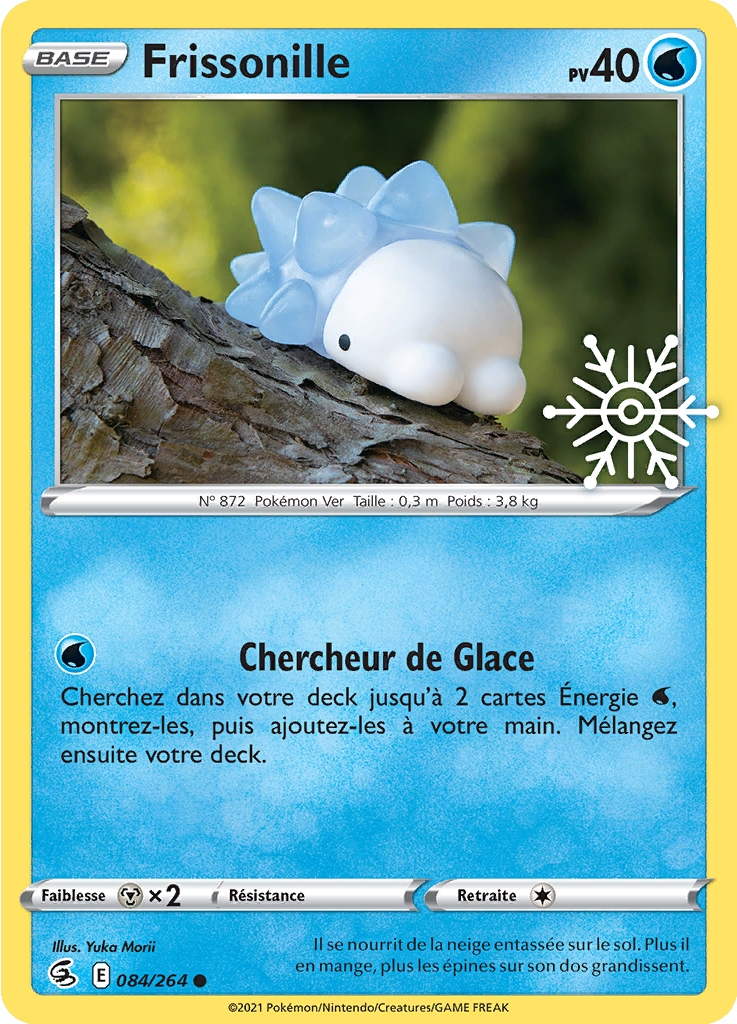 BASE Frissonille PV40
N° 872 Pokémon Ver Taille : 0,3 m Poids : 3,8 kg
Chercheur de Glace
Cherchez dans votre deck jusqu'à 2 cartes Énergie ,
montrez-les, puis ajoutez-les à votre main. Mélangez
ensuite votre deck.
Faiblesse ×2 Résistance Retraite
Illus. Yuka Morii
Il se nourrit de la neige entassée sur le sol. Plus il
en mange, plus les épines sur son dos grandissent.
E 084/264
©2021 Pokémon/Nintendo/Creatures/GAME FREAK